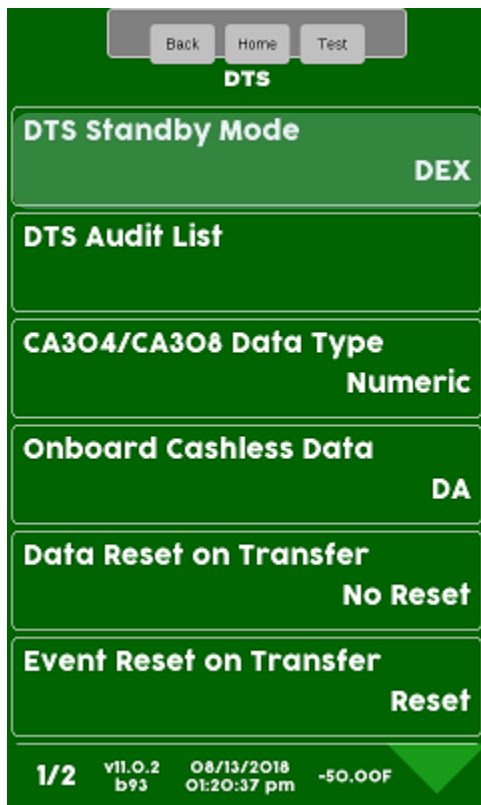 Back Home Test
DTS
DTS Standby Mode
DEX
DTS Audit List
CA304/CA308 Data Type
Numeric
Onboard Cashless Data
DA
Data Reset on Transfer
No Reset
Event Reset on Transfer
Reset
1/2 v11.0.2 08/13/2018 -50.00F
b93 01:20:37 pm